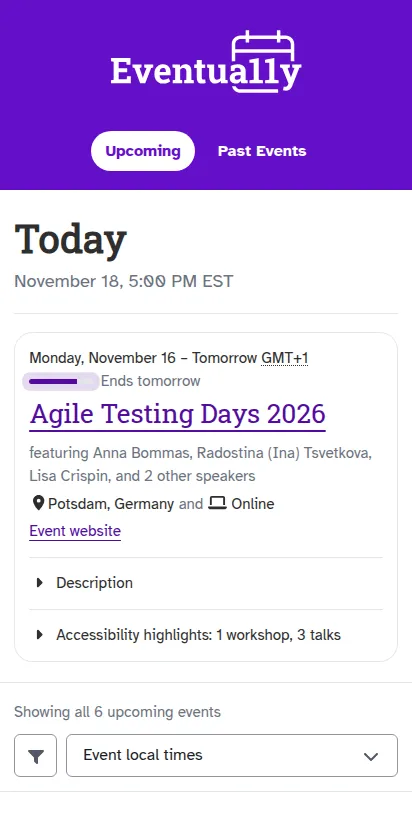 Eventua11y
Upcoming
Past Events
Today
November 18, 5:00 PM EST
Monday, November 16 – Tomorrow GMT+1
Ends tomorrow
Agile Testing Days 2026
featuring Anna Bommas, Radostina (Ina) Tsvetkova,
Lisa Crispin, and 2 other speakers
Potsdam, Germany and Online
Event website
Description
Accessibility highlights: 1 workshop, 3 talks
Showing all 6 upcoming events
Event local times